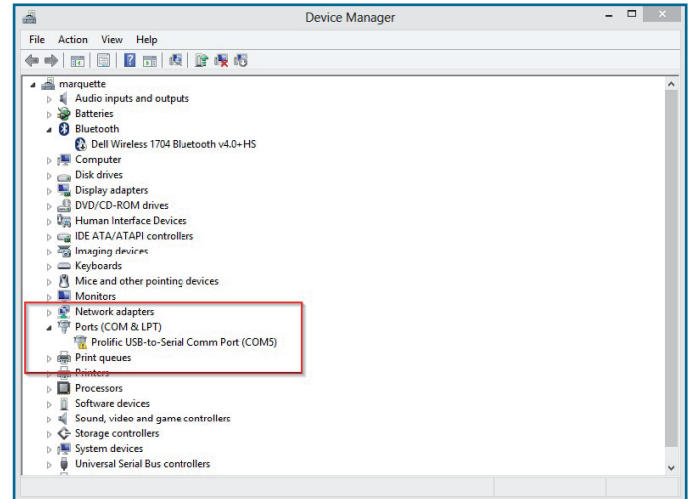 Device Manager
File Action View Help
marquette
Audio inputs and outputs
Batteries
Bluetooth
Dell Wireless 1704 Bluetooth v4.0+HS
Computer
Disk drives
Display adapters
DVD/CD-ROM drives
Human Interface Devices
IDE ATA/ATAPI controllers
Imaging devices
Keyboards
Mice and other pointing devices
Monitors
Network adapters
Ports (COM & LPT)
Prolific USB-to-Serial Comm Port (COM5)
Print queues
Printers
Processors
Software devices
Sound, video and game controllers
Storage controllers
System devices
Universal Serial Bus controllers